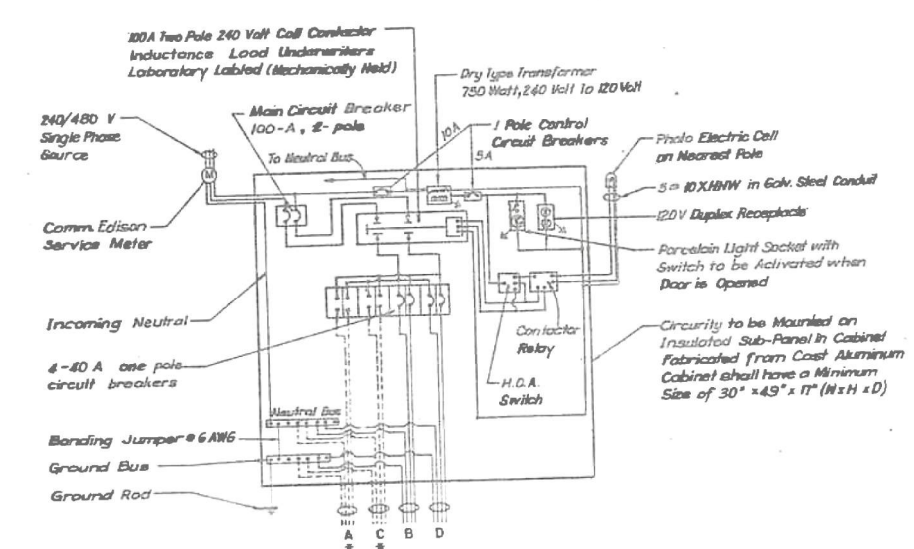 100A Two Pole 240 Volt Coil Contactor
Inductance Load Underwriters
Laboratory Labled (Mechanically Held)
Dry Type Transformer
750 Watt, 240 Volt to 120 Volt
Main Circuit Breaker
100-A, 2-pole
240/480 V
Single Phase
Source
10A
5A
1 Pole Control
Circuit Breakers
Photo Electric Cell
on Nearest Pole
To Neutral Bus
M
5 = 10 XHHW in Galv. Steel Conduit
120V Duplex Receptacle
Comm. Edison
Service Meter
Porcelain Light Socket with
Switch to be Activated when
Door is Opened
Incoming Neutral
Contactor
Relay
Circurity to be Mounted on
Insulated Sub-Panel In Cabinet
Fabricated from Cast Aluminum
Cabinet shall have a Minimum
Size of 30" x 49" x 17" (W x H x D)
4-40 A one pole
circuit breakers
H.O.A.
Switch
Neutral Bus
Bonding Jumper # 6 AWG
Ground Bus
Ground Rod
A C B D
* *